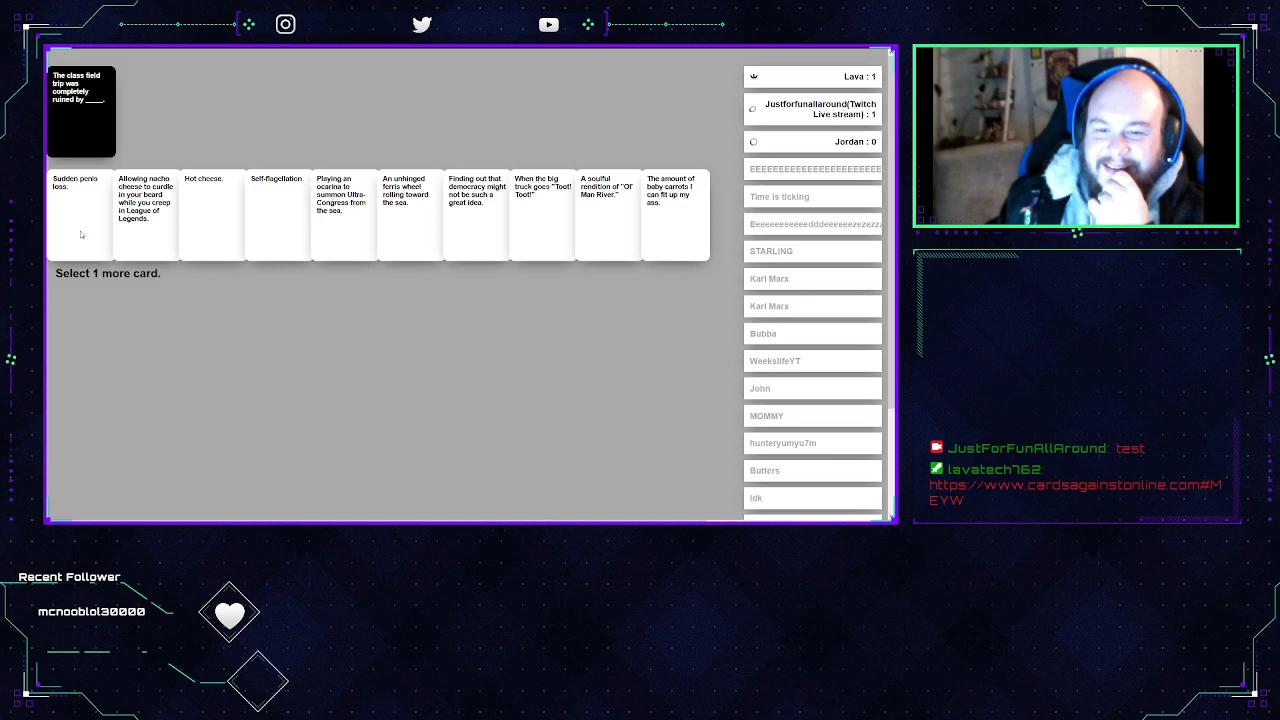 The class field
trip was
completely
ruined by _____.
Sudden penis
loss.
Allowing nacho
cheese to curdle
in your beard
while you creep
in League of
Legends.
Hot cheese.
Self-flagellation.
Playing an
ocarina to
summon Ultra-
Congress from
the sea.
An unhinged
ferris wheel
rolling toward
the sea.
Finding out that
democracy might
not be such a
great idea.
When the big
truck goes "Toot!
Toot!"
A soulful
rendition of "Ol'
Man River."
The amount of
baby carrots I
can fit up my
ass.
Select 1 more card.
Lava : 1
Justforfunallaround(Twitch
Live stream) : 1
Jordan : 0
Time is ticking
STARLING
Karl Marx
Karl Marx
Bubba
WeekslifeYT
John
MOMMY
hunteryumyu7m
Butters
Idk
JustForFunAllAround: test
lavatech762:
https://www.cardsagainstonline.com#M
EYW
Recent Follower
mcnooblol30000